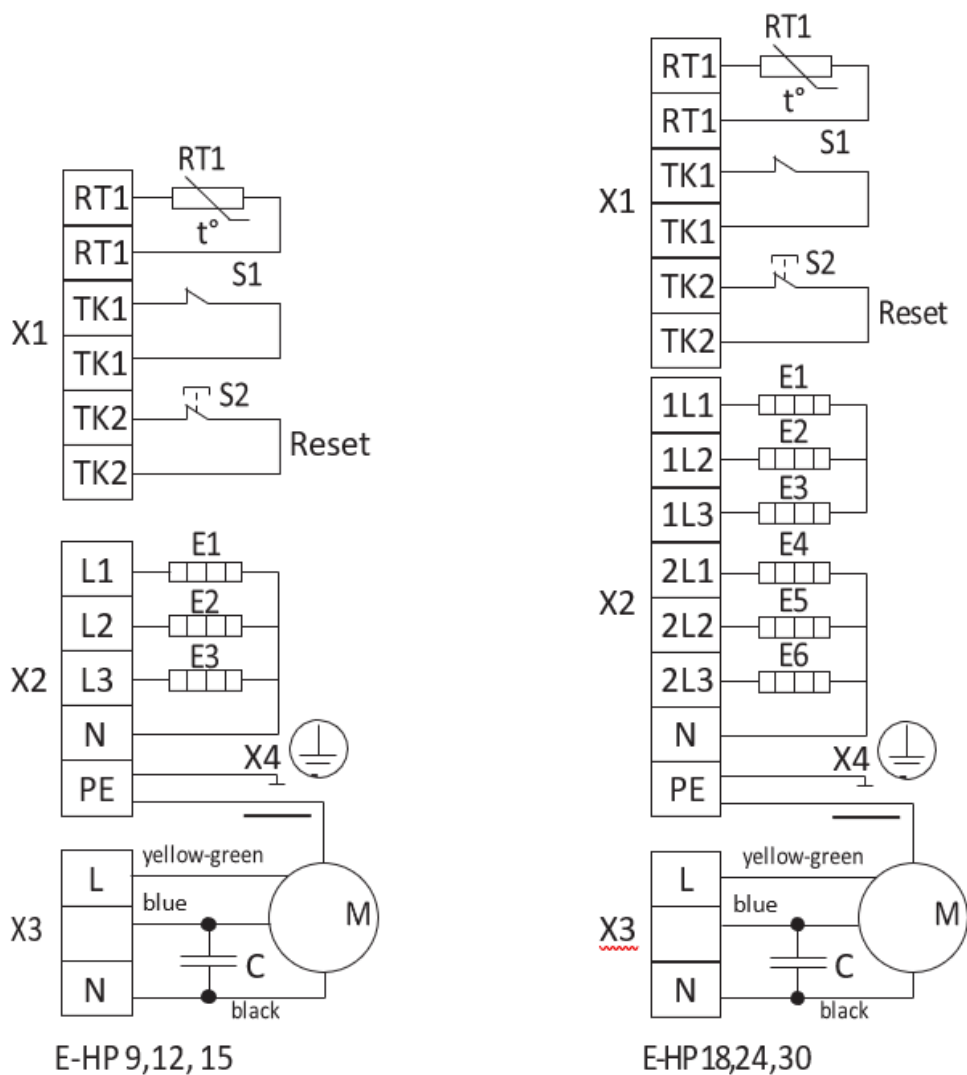 RT1
RT1
t°
RT1
S1
TK1
X1
TK1
S2
TK2
Reset
TK2
E1
L1
E2
L2
E3
X2
L3
N
X4
PE
yellow-green
L
blue
M
X3
C
N
black
E-HP 9,12, 15
RT1
RT1
t°
RT1
S1
TK1
X1
TK1
S2
TK2
Reset
TK2
E1
1L1
E2
1L2
E3
1L3
E4
2L1
X2
E5
2L2
E6
2L3
N
X4
PE
yellow-green
L
blue
M
X3
C
N
black
E-HP18,24,30